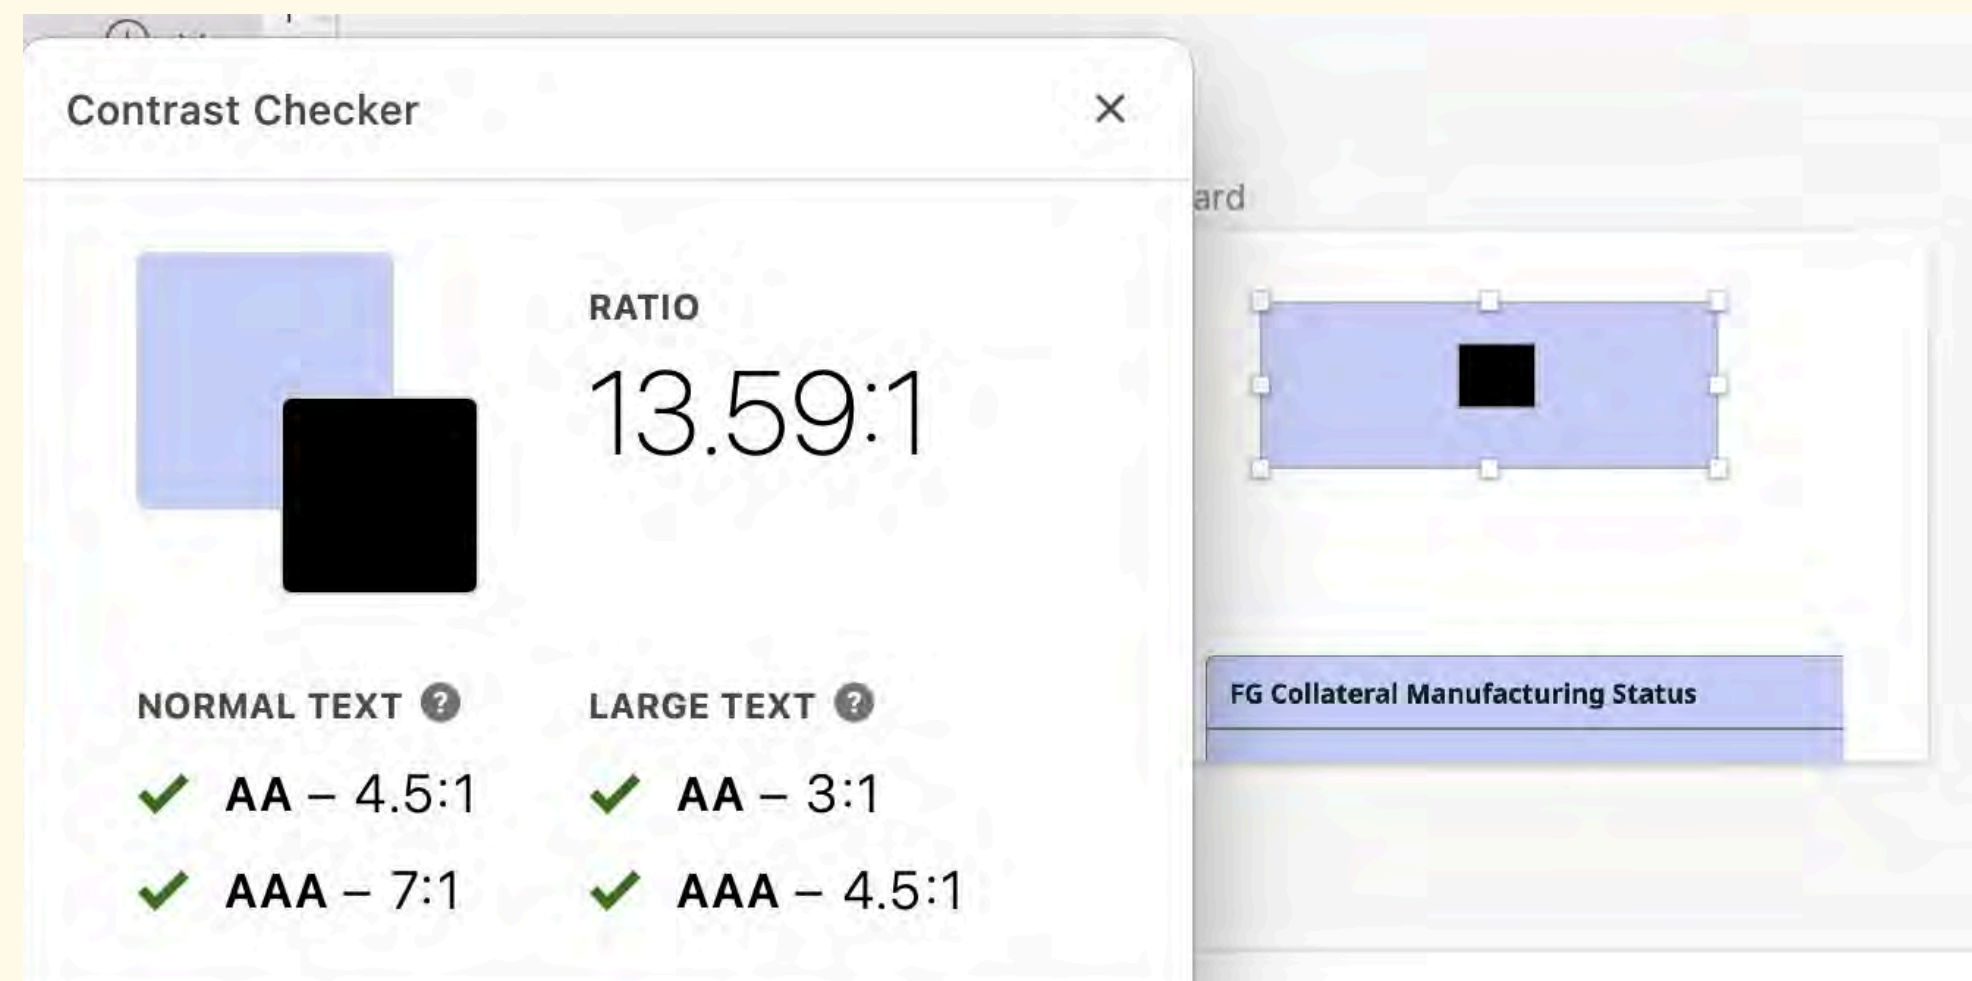 Contrast Checker
ard
RATIO
13.59:1
FG Collateral Manufacturing Status
NORMAL TEXT ?
LARGE TEXT ?
AA – 4.5:1
AA – 3:1
AAA – 7:1
AAA – 4.5:1